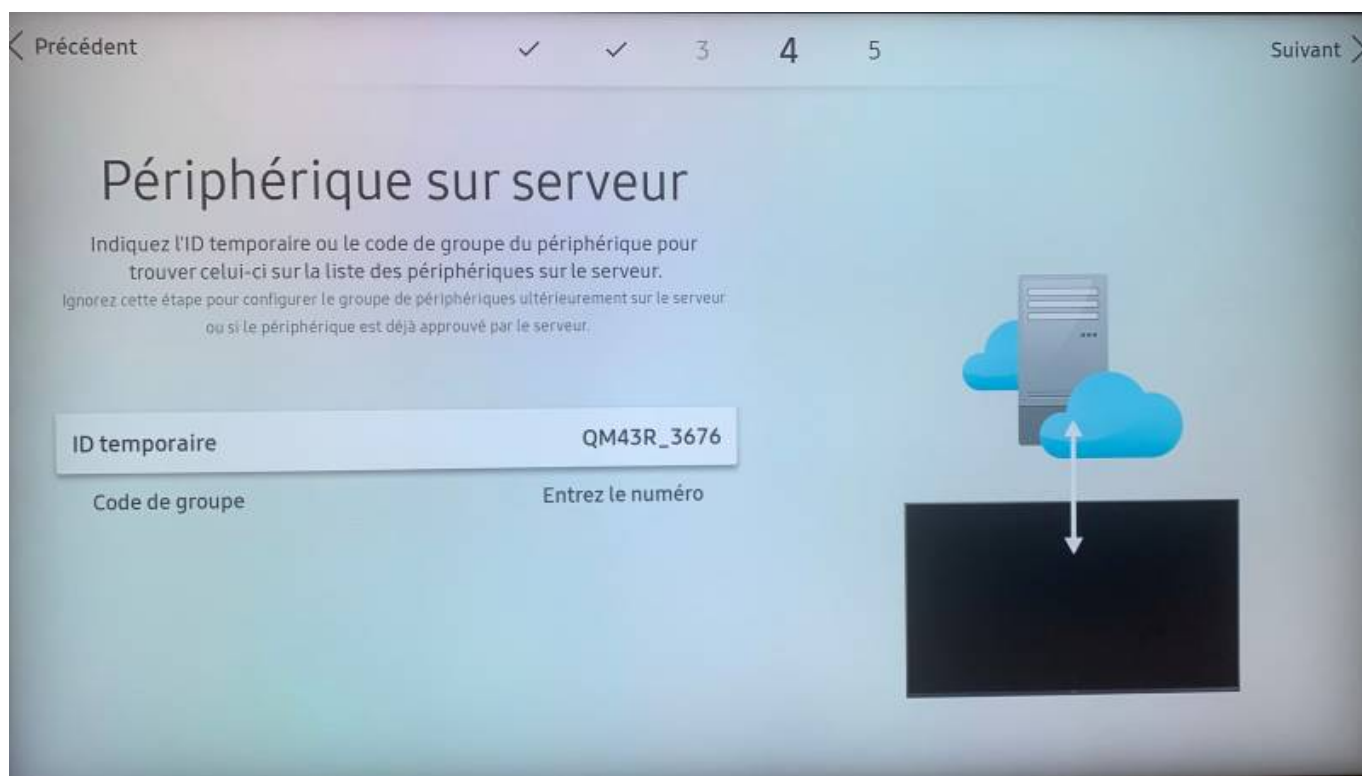 Précédent
3 4 5
Suivant
Périphérique sur serveur
Indiquez l'ID temporaire ou le code de groupe du périphérique pour
trouver celui-ci sur la liste des périphériques sur le serveur.
Ignorez cette étape pour configurer le groupe de périphériques ultérieurement sur le serveur
ou si le périphérique est déjà approuvé par le serveur.
ID temporaire QM43R_3676
Code de groupe Entrez le numéro